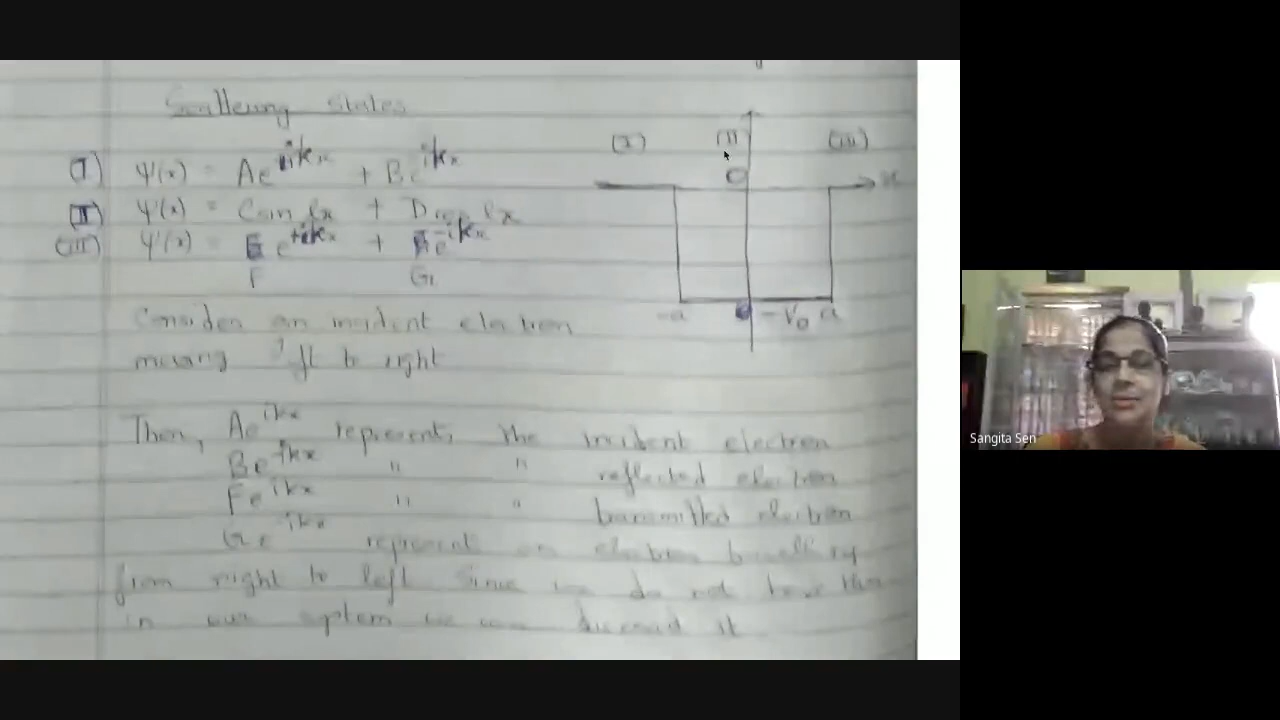 Scattering states
(I) ψ(x) = Ae^ikx + Be^ikx
(II) ψ(x) = C sin lx + D cos lx
(III) ψ(x) = e^+ikx + e^-ikx
F G
(I) (II) (III)
O x
-a -V0 a
Consider an incident electron
moving left to right
Then, Ae^ikx represents the incident electron
Be^ikx " " reflected electron
Fe^ikx " " transmitted electron
Ge^-ikx represent an electron travelling
from right to left Since we do not have this
in our system we can discard it
Sangita Sen